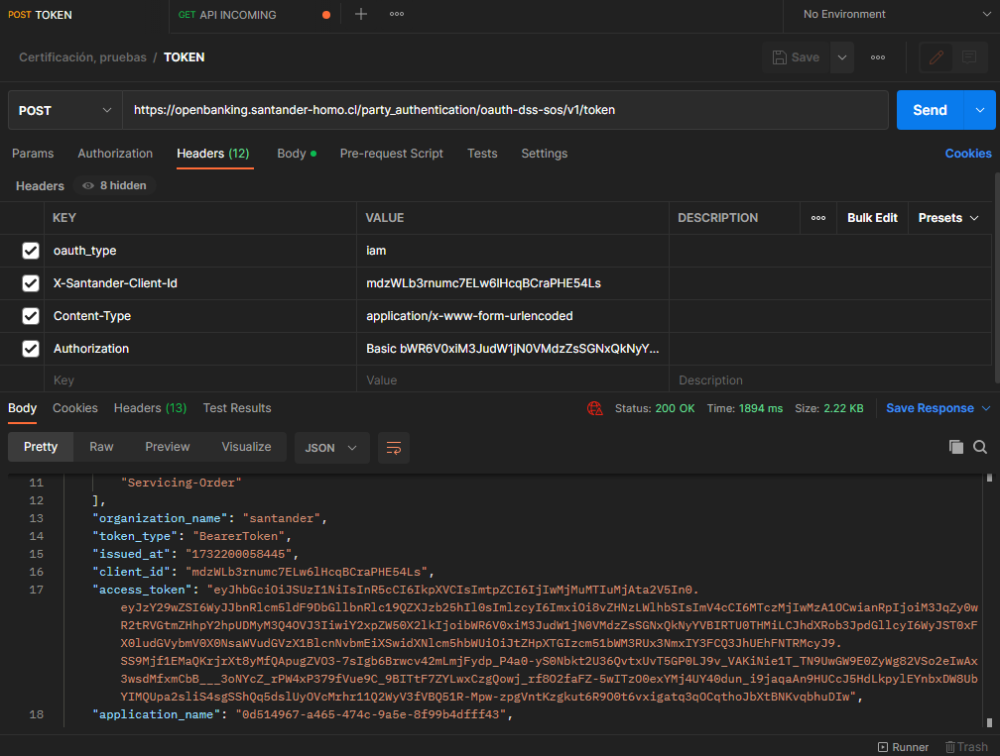 POST TOKEN
GET API INCOMING
No Environment
Certificación, pruebas / TOKEN
Save
POST
https://openbanking.santander-homo.cl/party_authentication/oauth-dss-sos/v1/token
Send
Params Authorization Headers (12) Body Pre-request Script Tests Settings Cookies
Headers 8 hidden
KEY VALUE DESCRIPTION Bulk Edit Presets
oauth_type iam
X-Santander-Client-Id mdzWLb3rnumc7ELw6lHcqBCraPHE54Ls
Content-Type application/x-www-form-urlencoded
Authorization Basic bWR6V0xiM3JudW1jN0VMdzZsSGNxQkNyY...
Key Value Description
Body Cookies Headers (13) Test Results Status: 200 OK Time: 1894 ms Size: 2.22 KB Save Response
Pretty Raw Preview Visualize JSON
11 "Servicing-Order"
12 ],
13 "organization_name": "santander",
14 "token_type": "BearerToken",
15 "issued_at": "1732200058445",
16 "client_id": "mdzWLb3rnumc7ELw6lHcqBCraPHE54Ls",
17 "access_token": "eyJhbGciOiJSUzI1NiIsInR5cCI6IkpXVCIsImtpZCI6IjIwMjMuMTIuMjAta2V5In0.
eyJzY29wZSI6WyJJbnRlcm5ldF9DbGllbnRlc19QZXJzb25hIl0sImlzcyI6ImxiOi8vZHNzLWlhbSIsImV4cCI6MTczMjIwMzA1OCwianRpIjoiM3JqZy0w
R2tRVGtmZHhpY2hpUDMyM3Q4OVJ3IiwiY2xpZW50X2lkIjoibWR6V0xiM3JudW1jN0VMdzZsSGNxQkNyYVBIRTU0THMiLCJhdXRob3JpdGllcyI6WyJST0xF
X0ludGVybmV0X0NsaWVudGVzX1BlcnNvbmEiXSwidXNlcm5hbWUiOiJtZHpXTGIzcm51bWM3RUx3NmxIY3FCQ3JhUEhFNTRMcyJ9.
SS9Mjf1EMaQKrjrXt8yMfQApugZVO3-7sIgb6Brwcv42mLmjFydp_P4a0-yS0Nbkt2U36QvtxUvT5GP0LJ9v_VAKiNie1T_TN9UwGW9E0ZyWg82VSo2eIwAx
3wsdMfxmCbB___3oNYcZ_rPW4xP379fVue9C_9BITtF7ZYLwxCzgQowj_rf8O2faFZ-5wITzO0exYMj4UY40dun_i9jaqaAn9HUCcJ5HdLkpylEYnbxDW8Ub
YIMQUpa2sliS4sgSShQq5dslUyOVcMrhr11Q2WyV3fVBQ51R-Mpw-zpgVntKzgkut6R9O0t6vxigatq3qOCqthoJbXtBNKvqbhuDIw",
18 "application_name": "0d514967-a465-474c-9a5e-8f99b4dfff43",
Runner Trash